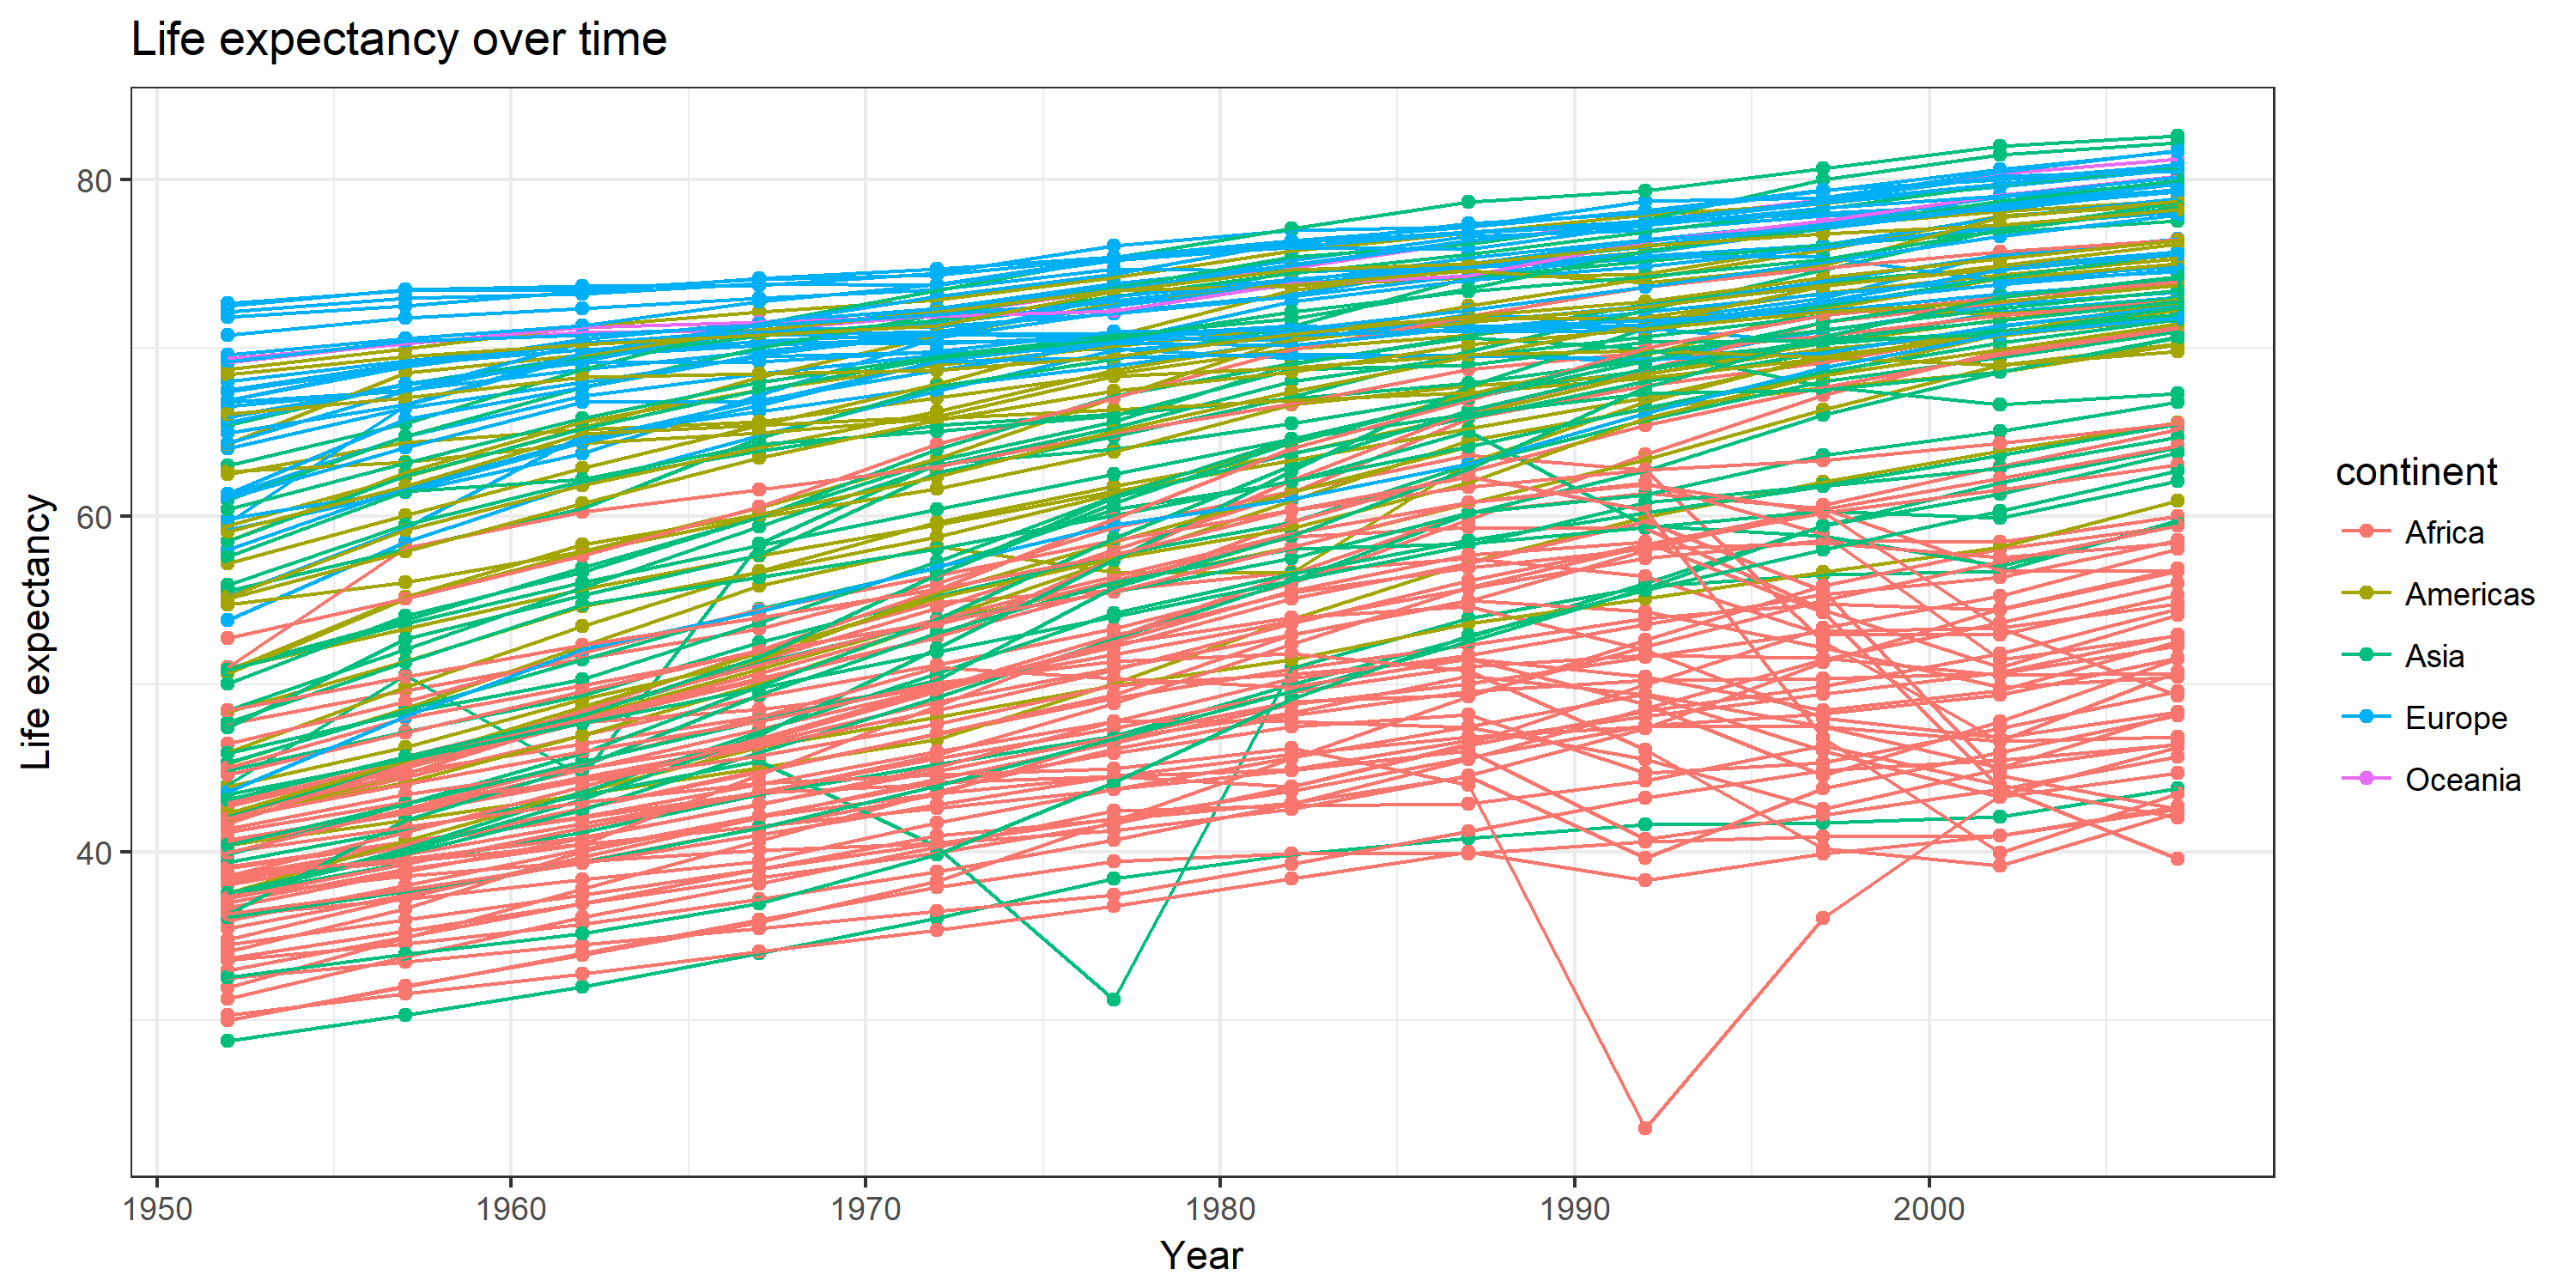 Life expectancy over time
80
60
40
Life expectancy
1950
1960
1970
1980
1990
2000
Year
continent
Africa
Americas
Asia
Europe
Oceania